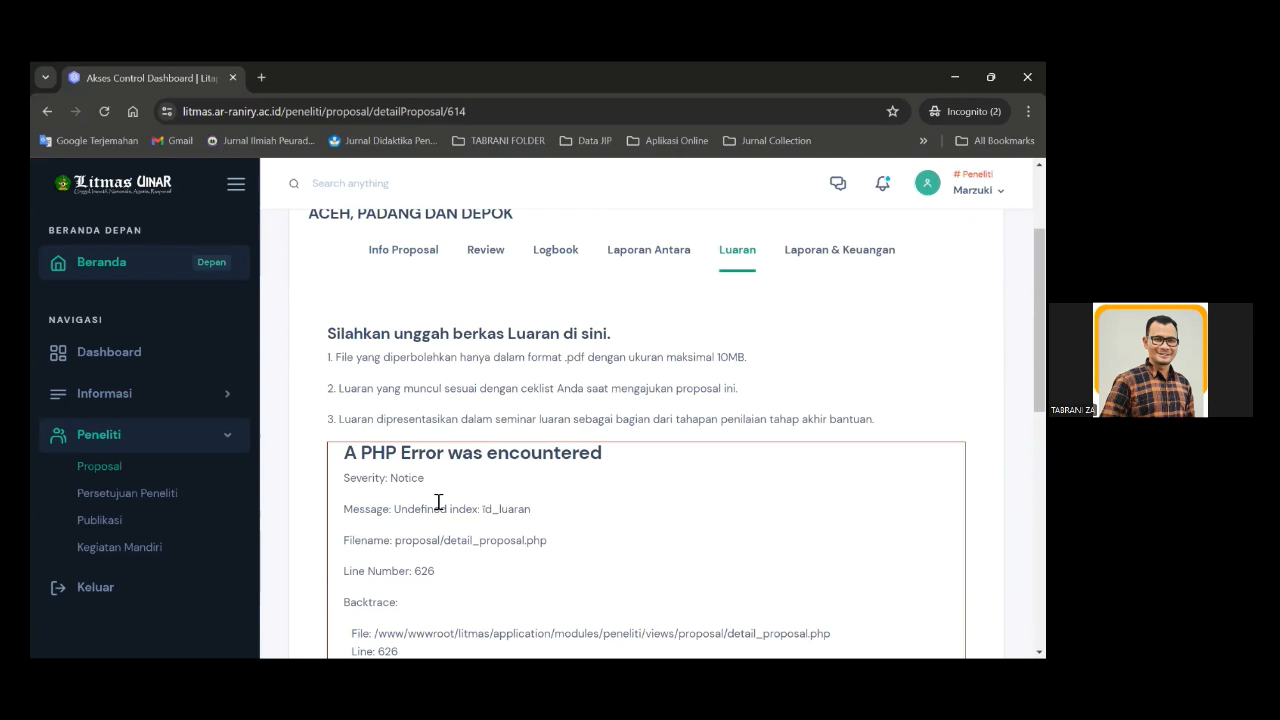 Akses Control Dashboard | Lita
litmas.ar-raniry.ac.id/peneliti/proposal/detailProposal/614
Incognito (2)
Google Terjemahan
Gmail
Jurnal Ilmiah Peurad...
Jurnal Didaktika Pen...
TABRANI FOLDER
Data JIP
Aplikasi Online
Jurnal Collection
»
All Bookmarks
Litmas UINAR
Search anything
# Peneliti
Marzuki
BERANDA DEPAN
Beranda
Depan
NAVIGASI
Dashboard
Informasi
Peneliti
Proposal
Persetujuan Peneliti
Publikasi
Kegiatan Mandiri
Keluar
ACEH, PADANG DAN DEPOK
Info Proposal
Review
Logbook
Laporan Antara
Luaran
Laporan & Keuangan
Silahkan unggah berkas Luaran di sini.
1. File yang diperbolehkan hanya dalam format .pdf dengan ukuran maksimal 10MB.
2. Luaran yang muncul sesuai dengan ceklist Anda saat mengajukan proposal ini.
3. Luaran dipresentasikan dalam seminar luaran sebagai bagian dari tahapan penilaian tahap akhir bantuan.
A PHP Error was encountered
Severity: Notice
Message: Undefined index: id_luaran
Filename: proposal/detail_proposal.php
Line Number: 626
Backtrace:
File: /www/wwwroot/litmas/application/modules/peneliti/views/proposal/detail_proposal.php
Line: 626
TABRANI ZA